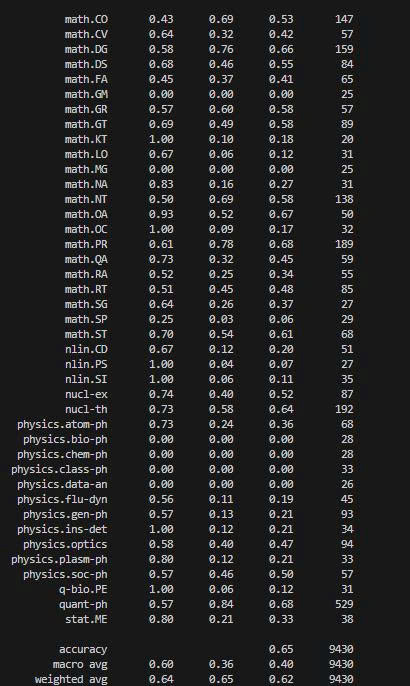 math.CO 0.43 0.69 0.53 147
math.CV 0.64 0.32 0.42 57
math.DG 0.58 0.76 0.66 159
math.DS 0.68 0.46 0.55 84
math.FA 0.45 0.37 0.41 65
math.GM 0.00 0.00 0.00 25
math.GR 0.57 0.60 0.58 57
math.GT 0.69 0.49 0.58 89
math.KT 1.00 0.10 0.18 20
math.LO 0.67 0.06 0.12 31
math.MG 0.00 0.00 0.00 25
math.NA 0.83 0.16 0.27 31
math.NT 0.50 0.69 0.58 138
math.OA 0.93 0.52 0.67 50
math.OC 1.00 0.09 0.17 32
math.PR 0.61 0.78 0.68 189
math.QA 0.73 0.32 0.45 59
math.RA 0.52 0.25 0.34 55
math.RT 0.51 0.45 0.48 85
math.SG 0.64 0.26 0.37 27
math.SP 0.25 0.03 0.06 29
math.ST 0.70 0.54 0.61 68
nlin.CD 0.67 0.12 0.20 51
nlin.PS 1.00 0.04 0.07 27
nlin.SI 1.00 0.06 0.11 35
nucl-ex 0.74 0.40 0.52 87
nucl-th 0.73 0.58 0.64 192
physics.atom-ph 0.73 0.24 0.36 68
physics.bio-ph 0.00 0.00 0.00 28
physics.chem-ph 0.00 0.00 0.00 28
physics.class-ph 0.00 0.00 0.00 33
physics.data-an 0.00 0.00 0.00 26
physics.flu-dyn 0.56 0.11 0.19 45
physics.gen-ph 0.57 0.13 0.21 93
physics.ins-det 1.00 0.12 0.21 34
physics.optics 0.58 0.40 0.47 94
physics.plasm-ph 0.80 0.12 0.21 33
physics.soc-ph 0.57 0.46 0.50 57
q-bio.PE 1.00 0.06 0.12 31
quant-ph 0.57 0.84 0.68 529
stat.ME 0.80 0.21 0.33 38
accuracy 0.65 9430
macro avg 0.60 0.36 0.40 9430
weighted avg 0.64 0.65 0.62 9430